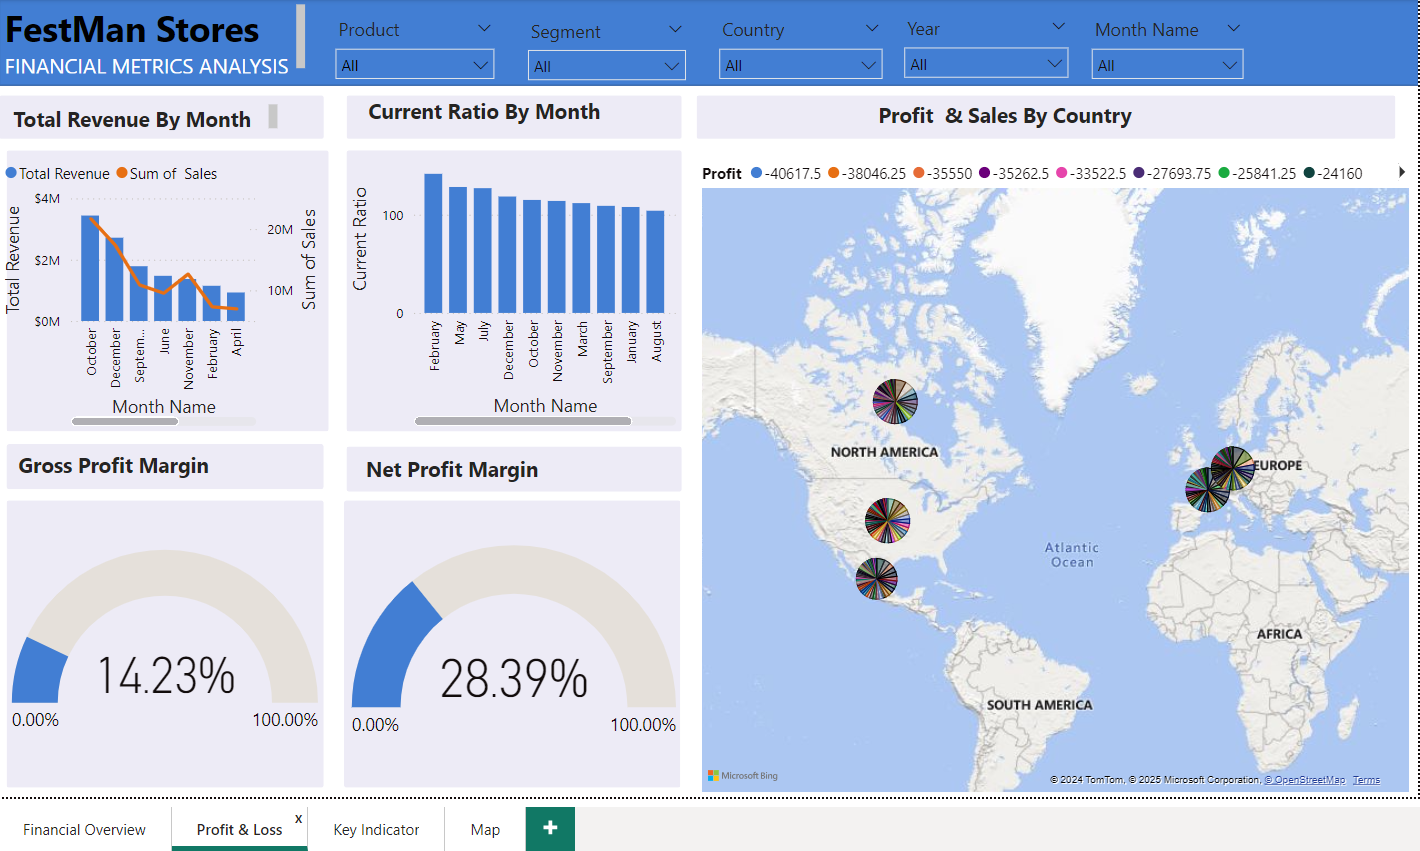 FestMan Stores
FINANCIAL METRICS ANALYSIS
Product
All
Segment
All
Country
All
Year
All
Month Name
All
Total Revenue By Month
Total Revenue
Sum of Sales
Total Revenue
$4M
$2M
$0M
20M
10M
Sum of Sales
October
December
Septem...
June
November
February
April
Month Name
Current Ratio By Month
Current Ratio
100
0
February
May
July
December
October
November
March
September
January
August
Month Name
Profit & Sales By Country
Profit -40617.5 -38046.25 -35550 -35262.5 -33522.5 -27693.75 -25841.25 -24160
NORTH AMERICA
EUROPE
Atlantic
Ocean
AFRICA
SOUTH AMERICA
Microsoft Bing
© 2024 TomTom, © 2025 Microsoft Corporation, © OpenStreetMap Terms
Gross Profit Margin
14.23%
0.00%
100.00%
Net Profit Margin
28.39%
0.00%
100.00%
Financial Overview
Profit & Loss
x
Key Indicator
Map
+